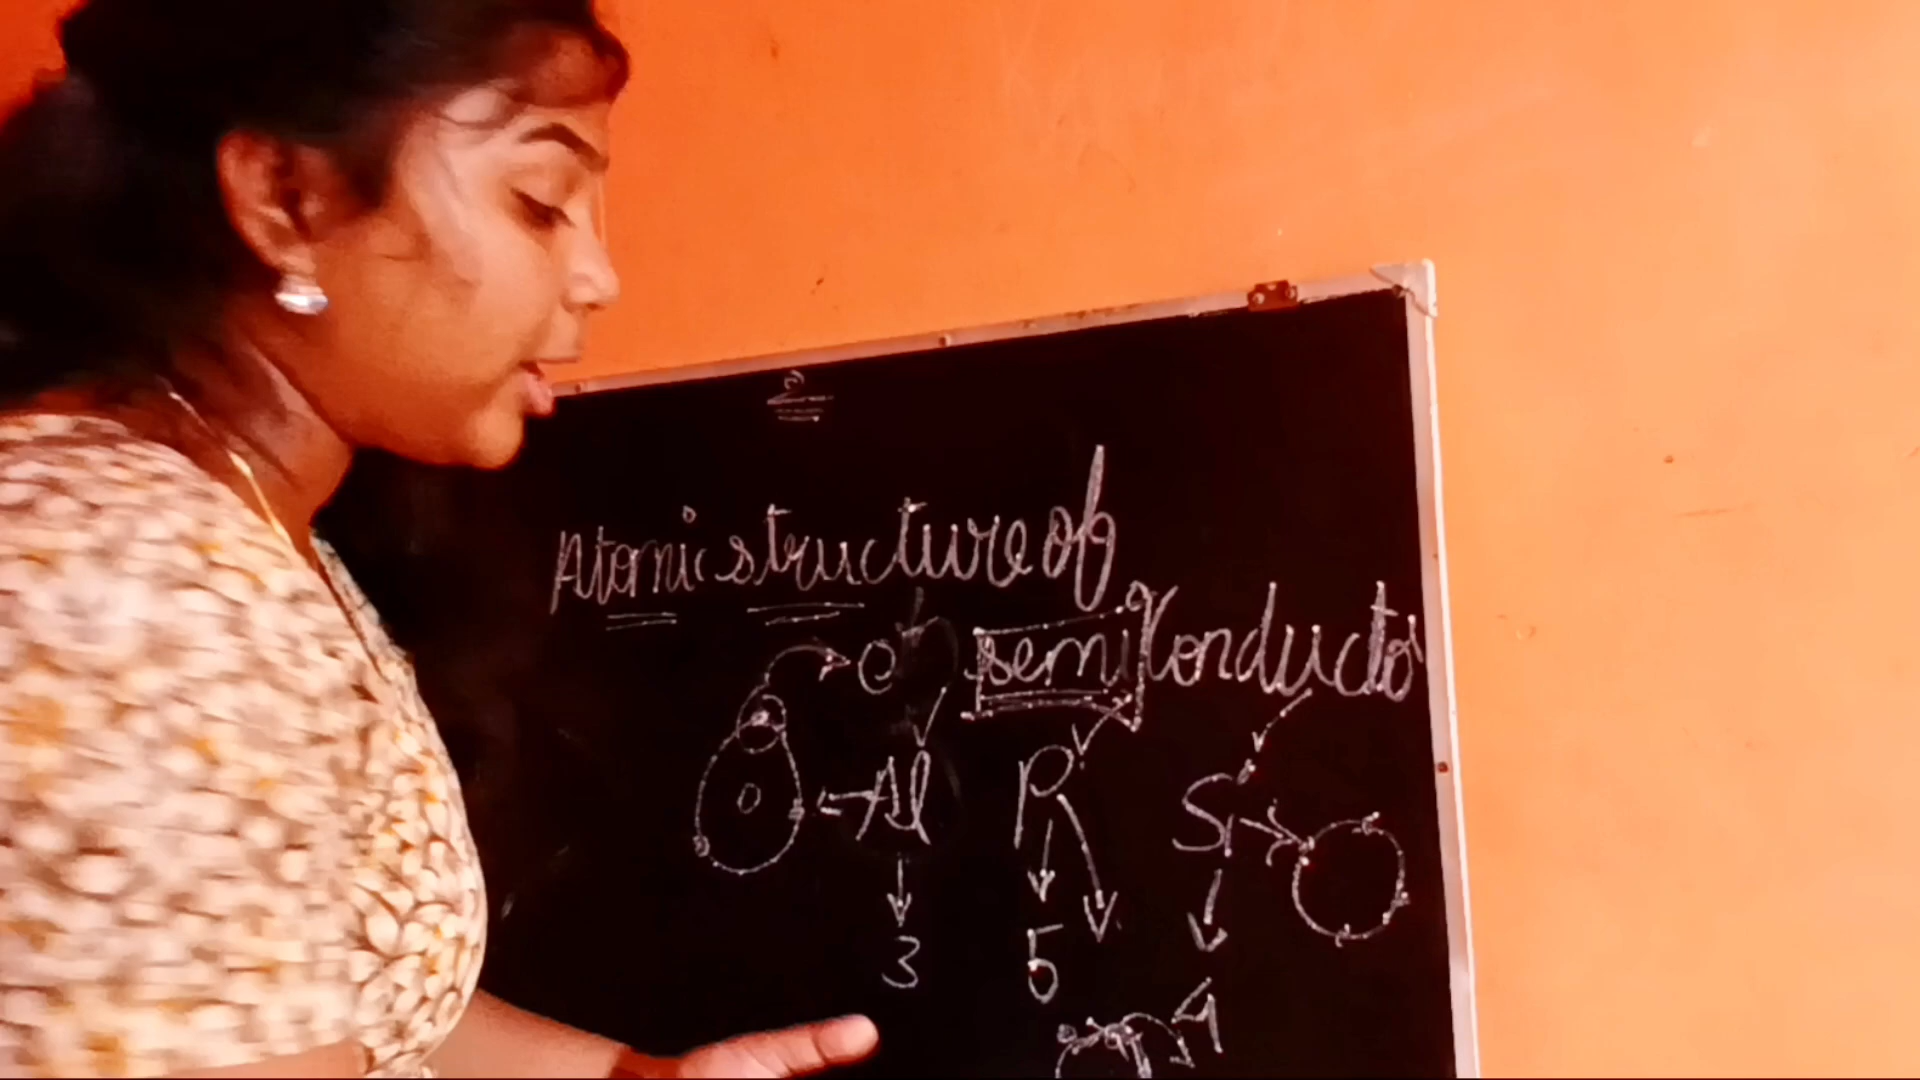 Atomic structure of
semiconductor
Al P Si
3 5 4